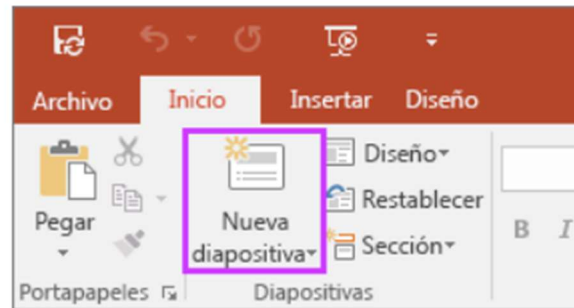 Archivo Inicio Insertar Diseño
Pegar
Nueva
diapositiva
Diseño
Restablecer
Sección
B I
Portapapeles Diapositivas